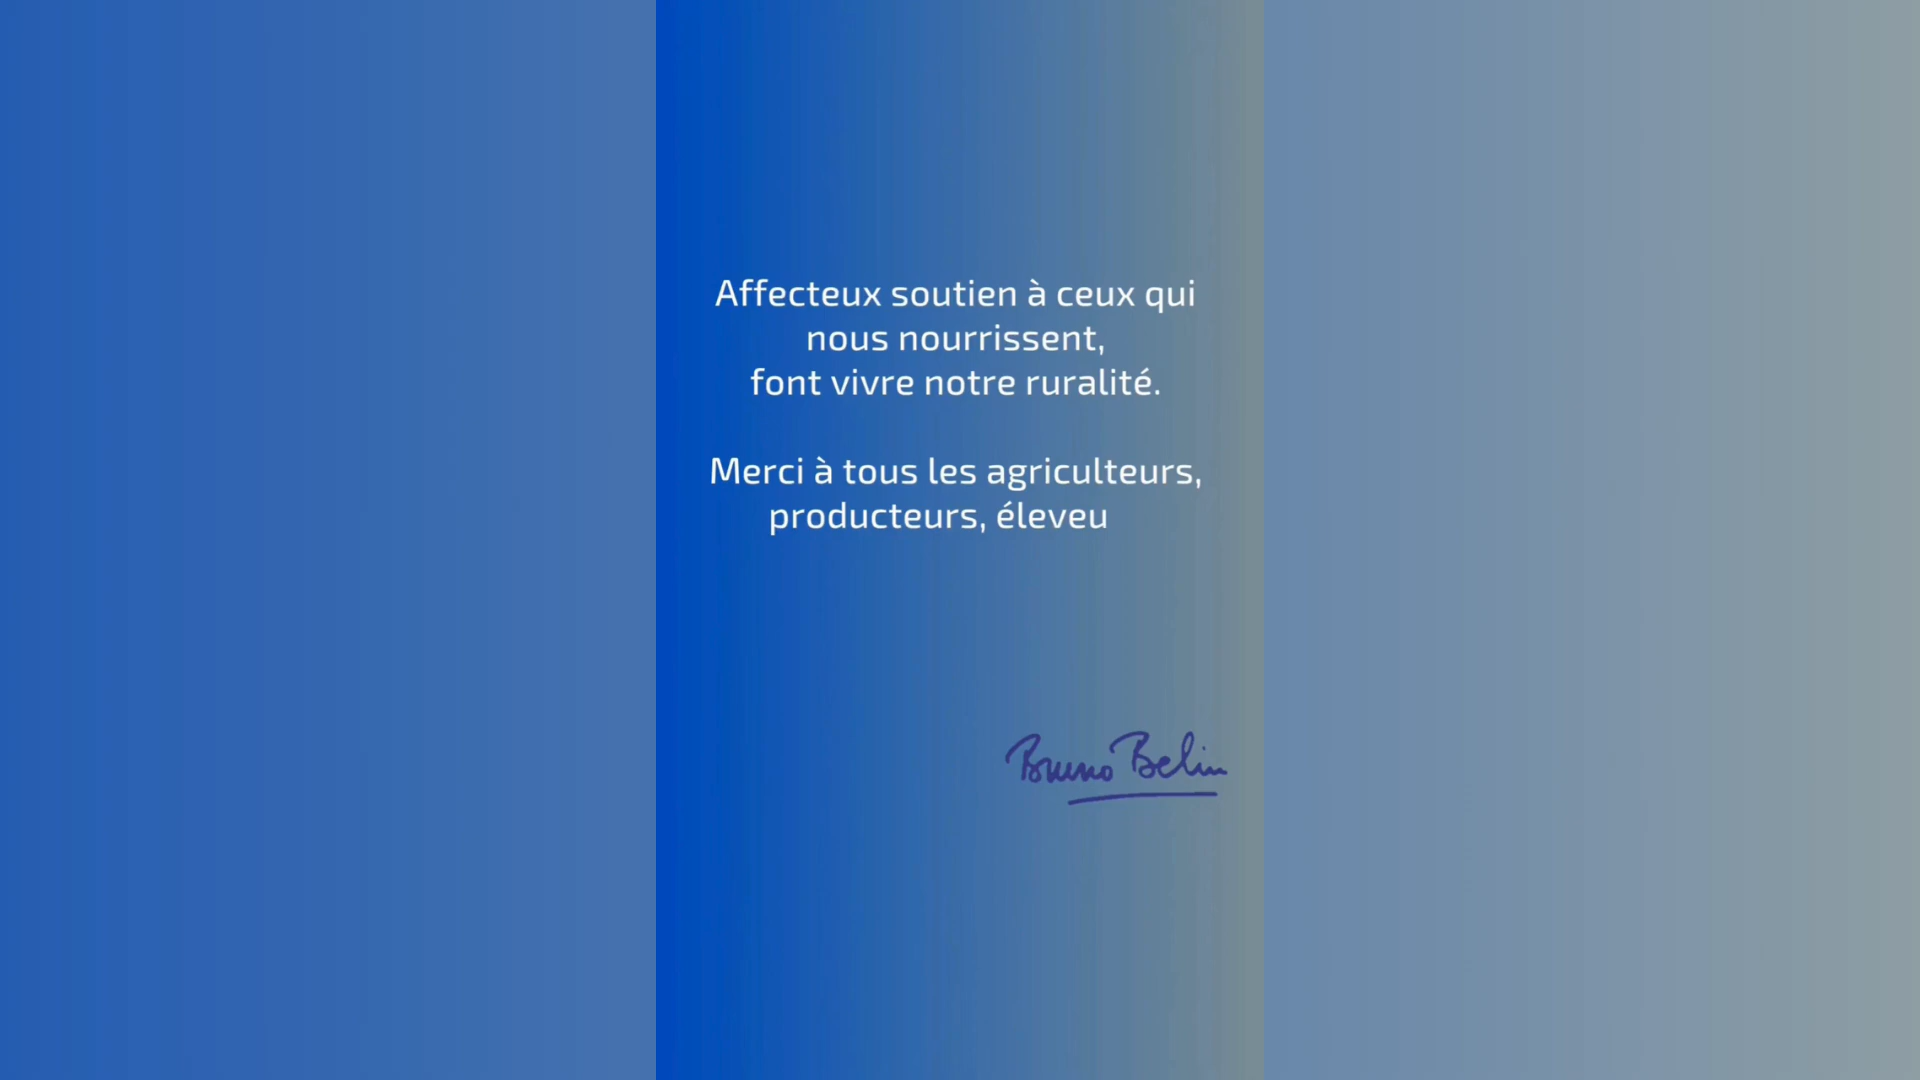 Affecteux soutien à ceux qui
nous nourrissent,
font vivre notre ruralité.
Merci à tous les agriculteurs,
producteurs, éleveu
Bruno Belin